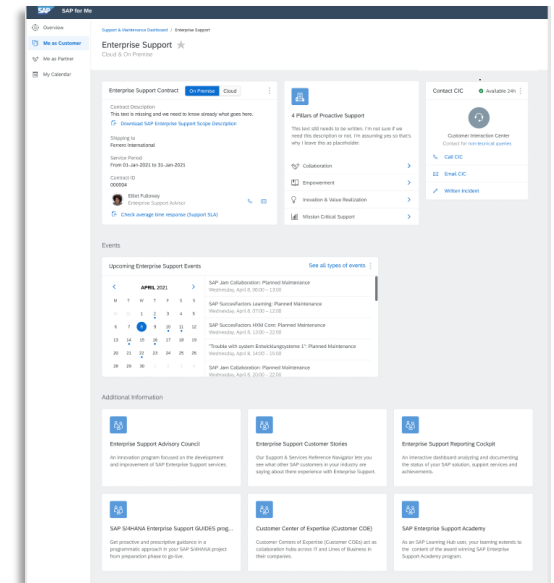 SAP SAP for Me
Overview
Me as Customer
Me as Partner
My Calendar
Support & Maintenance Dashboard / Enterprise Support
Enterprise Support
Cloud & On Premise
Enterprise Support Contract On Premise Cloud
Contract Description
This text is missing and we need to know already what goes here.
Download SAP Enterprise Support Scope Description
Shipping to
Ferrero International
Service Period
From 01-Jan-2021 to 31-Jan-2021
Contract ID
000004
Elliot Fullowey
Enterprise Support Advisor
Check average time response (Support SLA)
4 Pillars of Proactive Support
This text still needs to be written. I'm not sure if we
need this description or not. I'm assuming yes so that's
why I leave this as placeholder.
Collaboration
Empowerment
Innovation & Value Realization
Mission Critical Support
Contact CIC Available 24h
Customer Interaction Center
Contact for non-technical queries
Call CIC
Email CIC
Written Incident
Events
Upcoming Enterprise Support Events See all types of events
APRIL 2021
M T W T F S S
1 2 3 4 5
6 7 8 9 10 11 12
13 14 15 16 17 18 19
20 21 22 23 24 25 26
28 29 30
SAP Jam Collaboration: Planned Maintenance
Wednesday, April 8, 06:00 – 13:00
SAP SuccesFactors Learning: Planned Maintenance
Wednesday, April 8, 07:00 – 12:00
SAP SuccesFactors HXM Core: Planned Maintenance
Wednesday, April 8, 13:00 – 22:00
"Trouble with system Entwicklungsysteme 1": Planned Maintenance
Wednesday, April 8, 14:00 – 15:00
SAP Jam Collaboration: Planned Maintenance
Wednesday, April 8, 20:00 – 22:00
Additional Information
Enterprise Support Advisory Council
An innovation program focused on the development
and improvement of SAP Enterprise Support services.
Enterprise Support Customer Stories
Our Support & Services Reference Navigator lets you
see what other SAP customers in your industry are
saying about there experience with Enterprise Support.
Enterprise Support Reporting Cockpit
An interactive dashboard analyzing and documenting
the status of your SAP solution, support services and
achievements.
SAP S/4HANA Enterprise Support GUIDES prog...
Get proactive and prescriptive guidance in a
programmatic approach in your SAP S/4HANA project
from preparation phase to go-live.
Customer Center of Expertise (Customer COE)
Customer Centers of Expertise (Customer COEs) act as
collaboration hubs across IT and Lines of Business in
their companies.
SAP Enterprise Support Academy
As an SAP Learning Hub user, your learning extends to
the content of the award winning SAP Enterprise
Support Academy program.